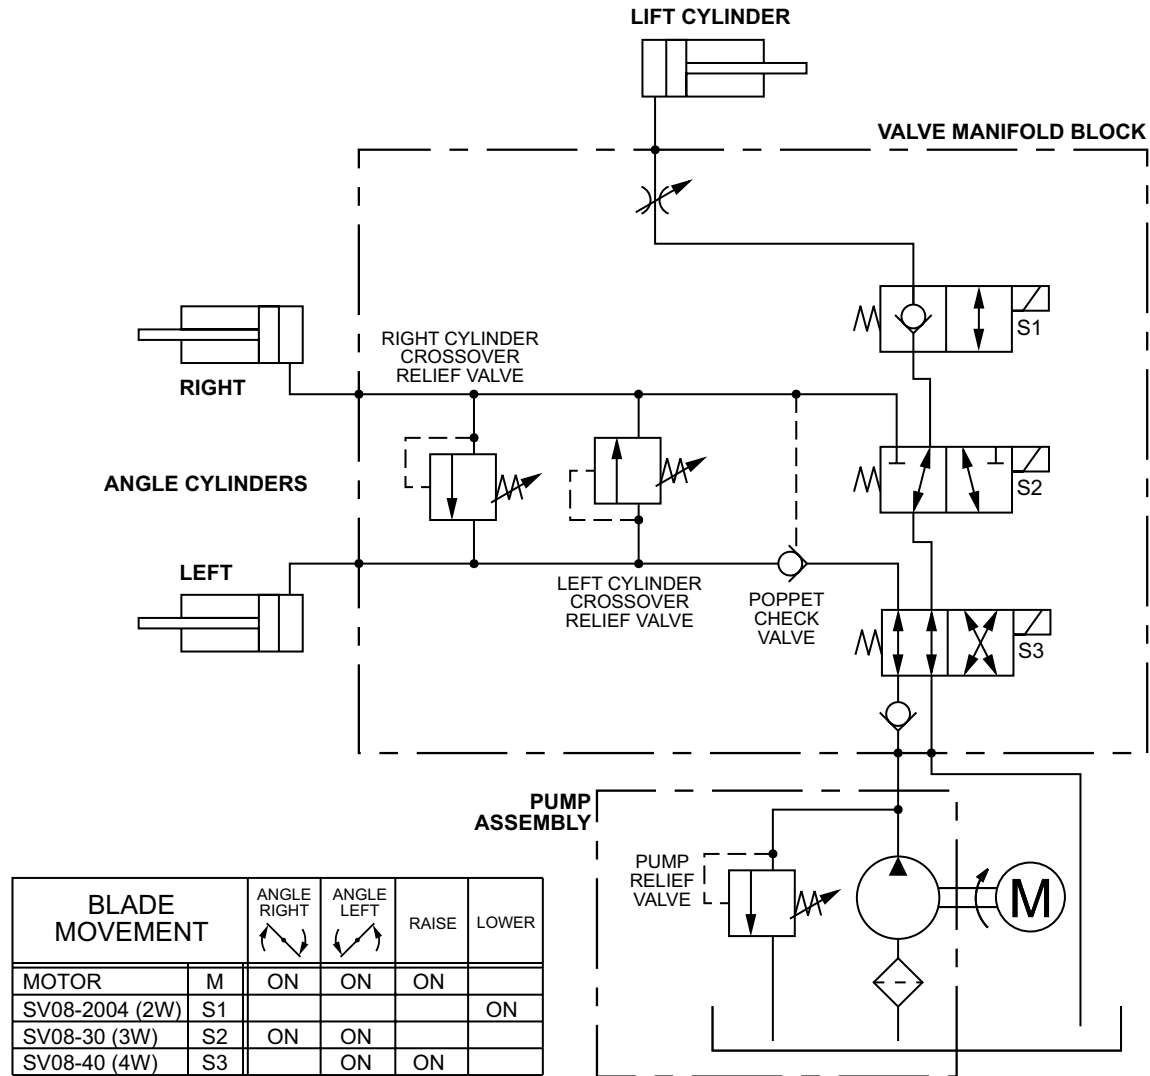 LIFT CYLINDER
VALVE MANIFOLD BLOCK
S1
RIGHT CYLINDER
CROSSOVER
RELIEF VALVE
RIGHT
ANGLE CYLINDERS
S2
LEFT
LEFT CYLINDER
CROSSOVER
RELIEF VALVE
POPPET
CHECK
VALVE
S3
PUMP
ASSEMBLY
PUMP
RELIEF
VALVE
M
BLADE
MOVEMENT
ANGLE
RIGHT
ANGLE
LEFT
RAISE
LOWER
MOTOR M ON ON ON
SV08-2004 (2W) S1 ON
SV08-30 (3W) S2 ON ON
SV08-40 (4W) S3 ON ON